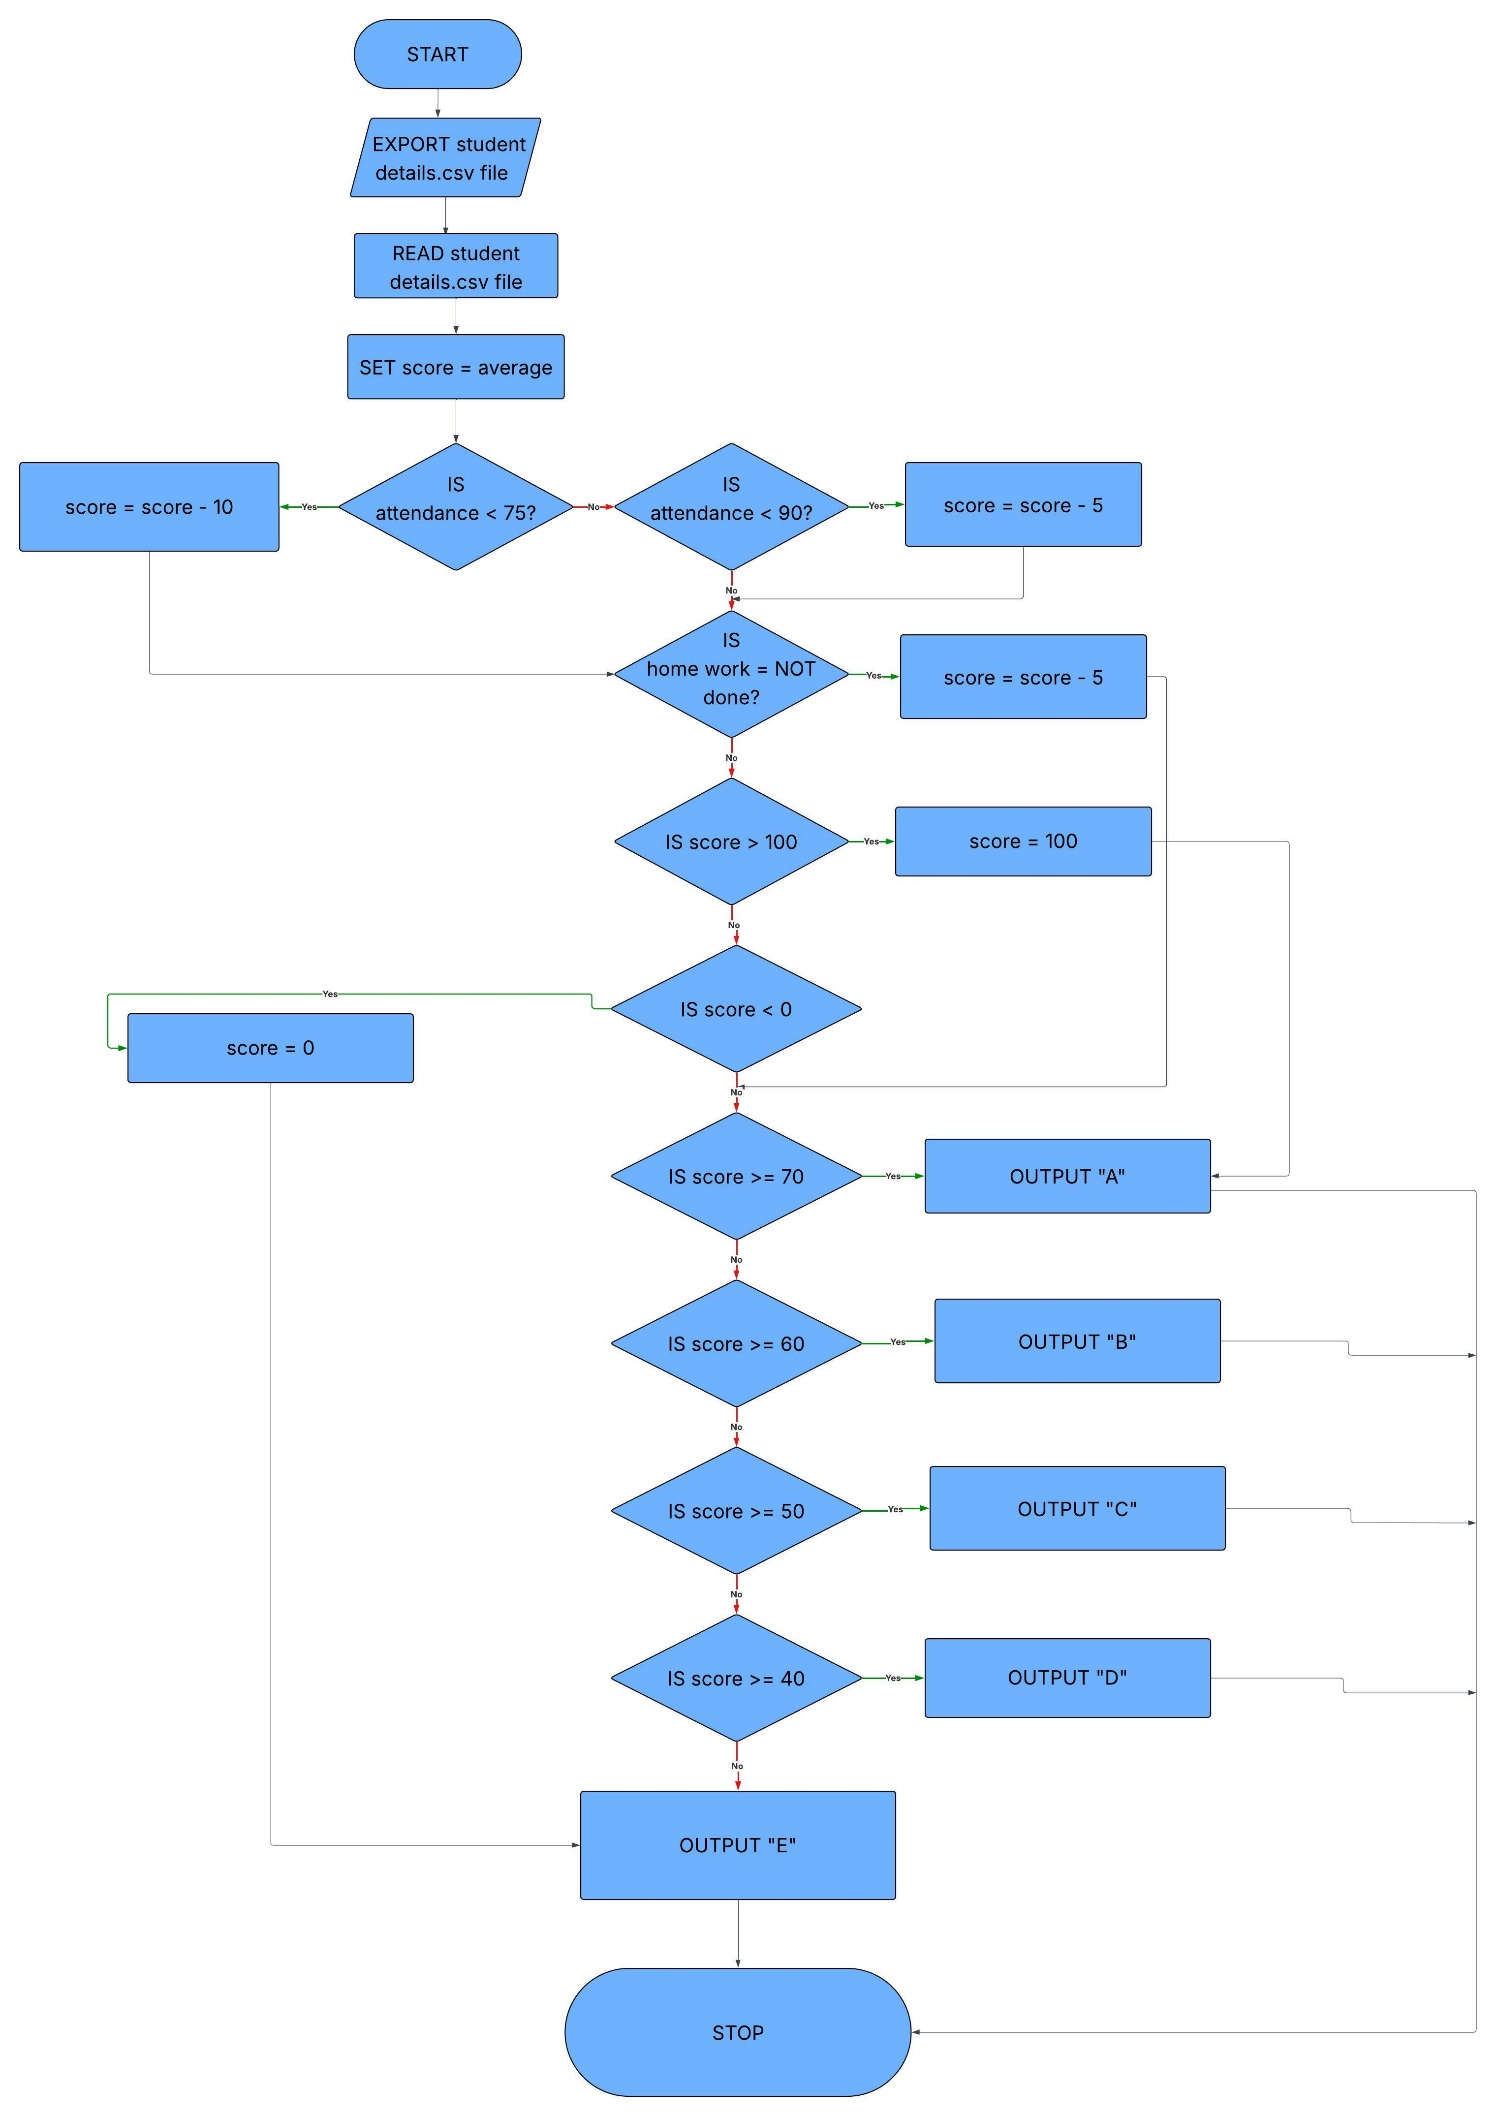 START
EXPORT student
details.csv file
READ student
details.csv file
SET score = average
score = score - 10
Yes
IS
attendance < 75?
No
IS
attendance < 90?
Yes
score = score - 5
No
IS
home work = NOT
done?
Yes
score = score - 5
No
IS score > 100
Yes
score = 100
No
Yes
IS score < 0
score = 0
No
IS score >= 70
Yes
OUTPUT "A"
No
IS score >= 60
Yes
OUTPUT "B"
No
IS score >= 50
Yes
OUTPUT "C"
No
IS score >= 40
Yes
OUTPUT "D"
No
OUTPUT "E"
STOP